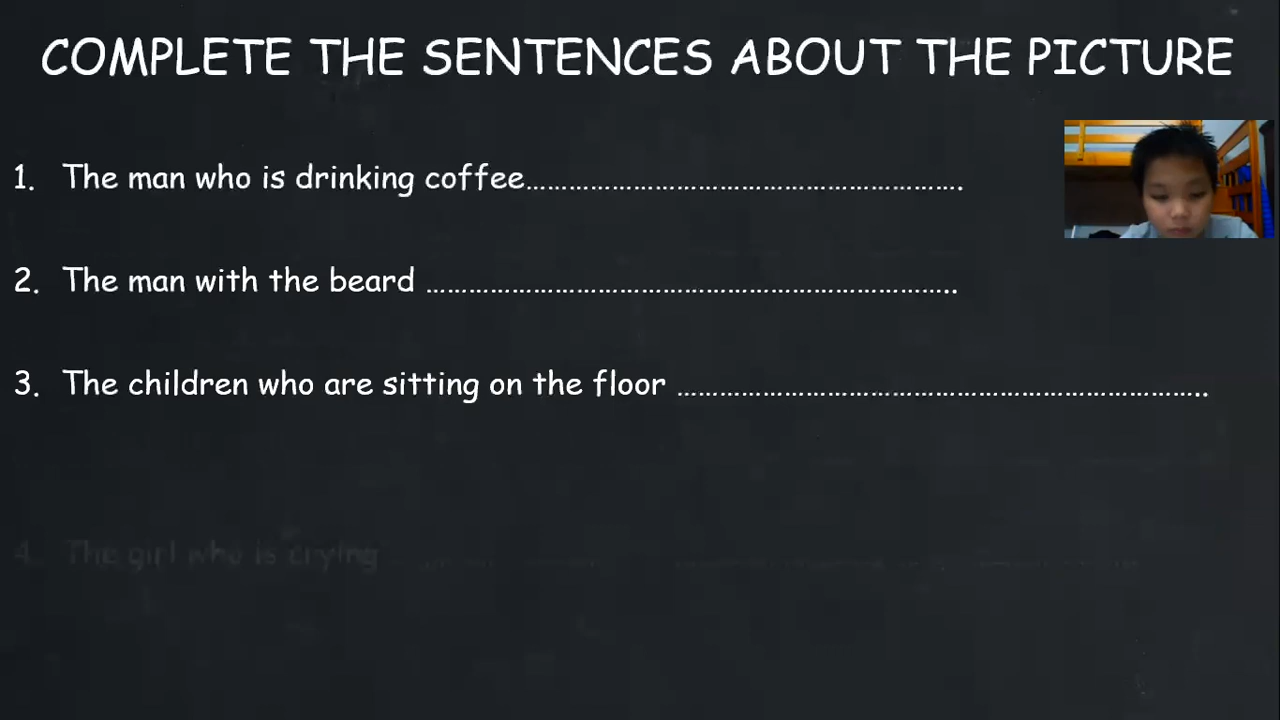 COMPLETE THE SENTENCES ABOUT THE PICTURE
1. The man who is drinking coffee……………………………………………………….
2. The man with the beard …………………………………………………………………..
3. The children who are sitting on the floor …………………………………………………………………..
4. The girl who is crying